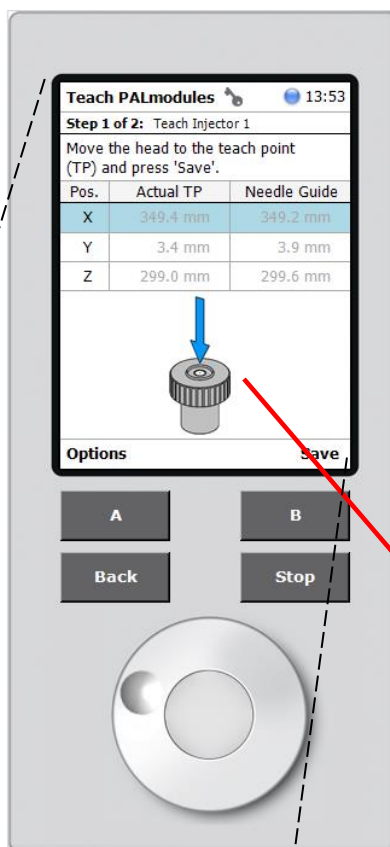 Teach PALmodules 13:53
Step 1 of 2: Teach Injector 1
Move the head to the teach point
(TP) and press 'Save'.
Pos. Actual TP Needle Guide
X 349.4 mm 349.2 mm
Y 3.4 mm 3.9 mm
Z 299.0 mm 299.6 mm
Options Save
A B
Back Stop